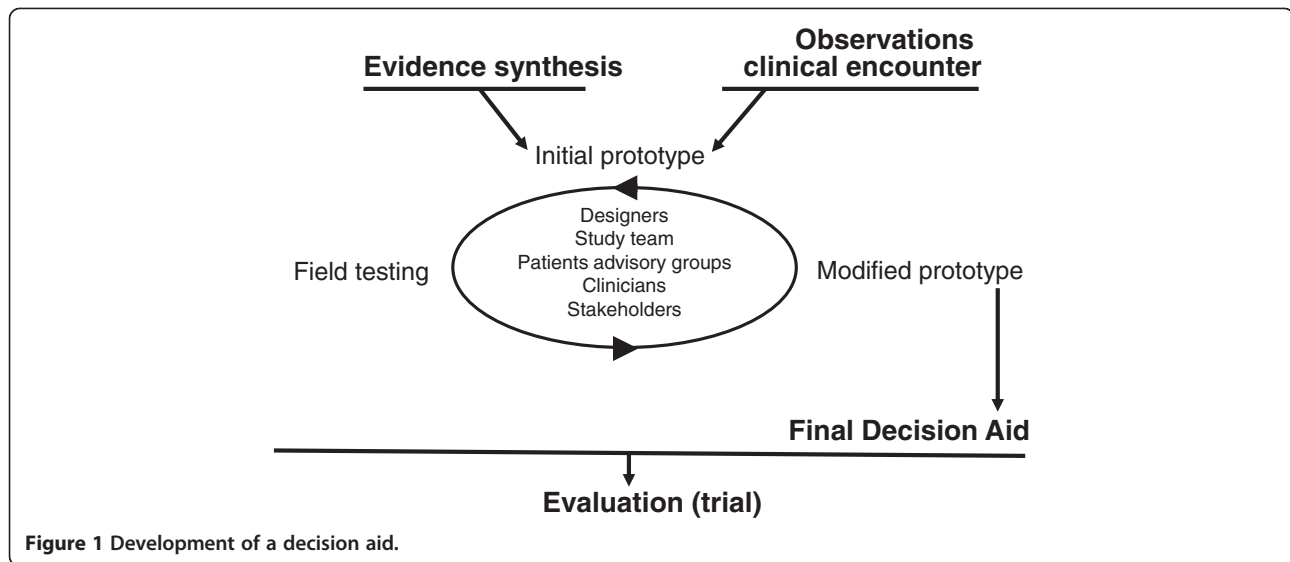 Evidence synthesis
Observations
clinical encounter
Initial prototype
Designers
Study team
Patients advisory groups
Clinicians
Stakeholders
Field testing
Modified prototype
Final Decision Aid
Evaluation (trial)
Figure 1 Development of a decision aid.